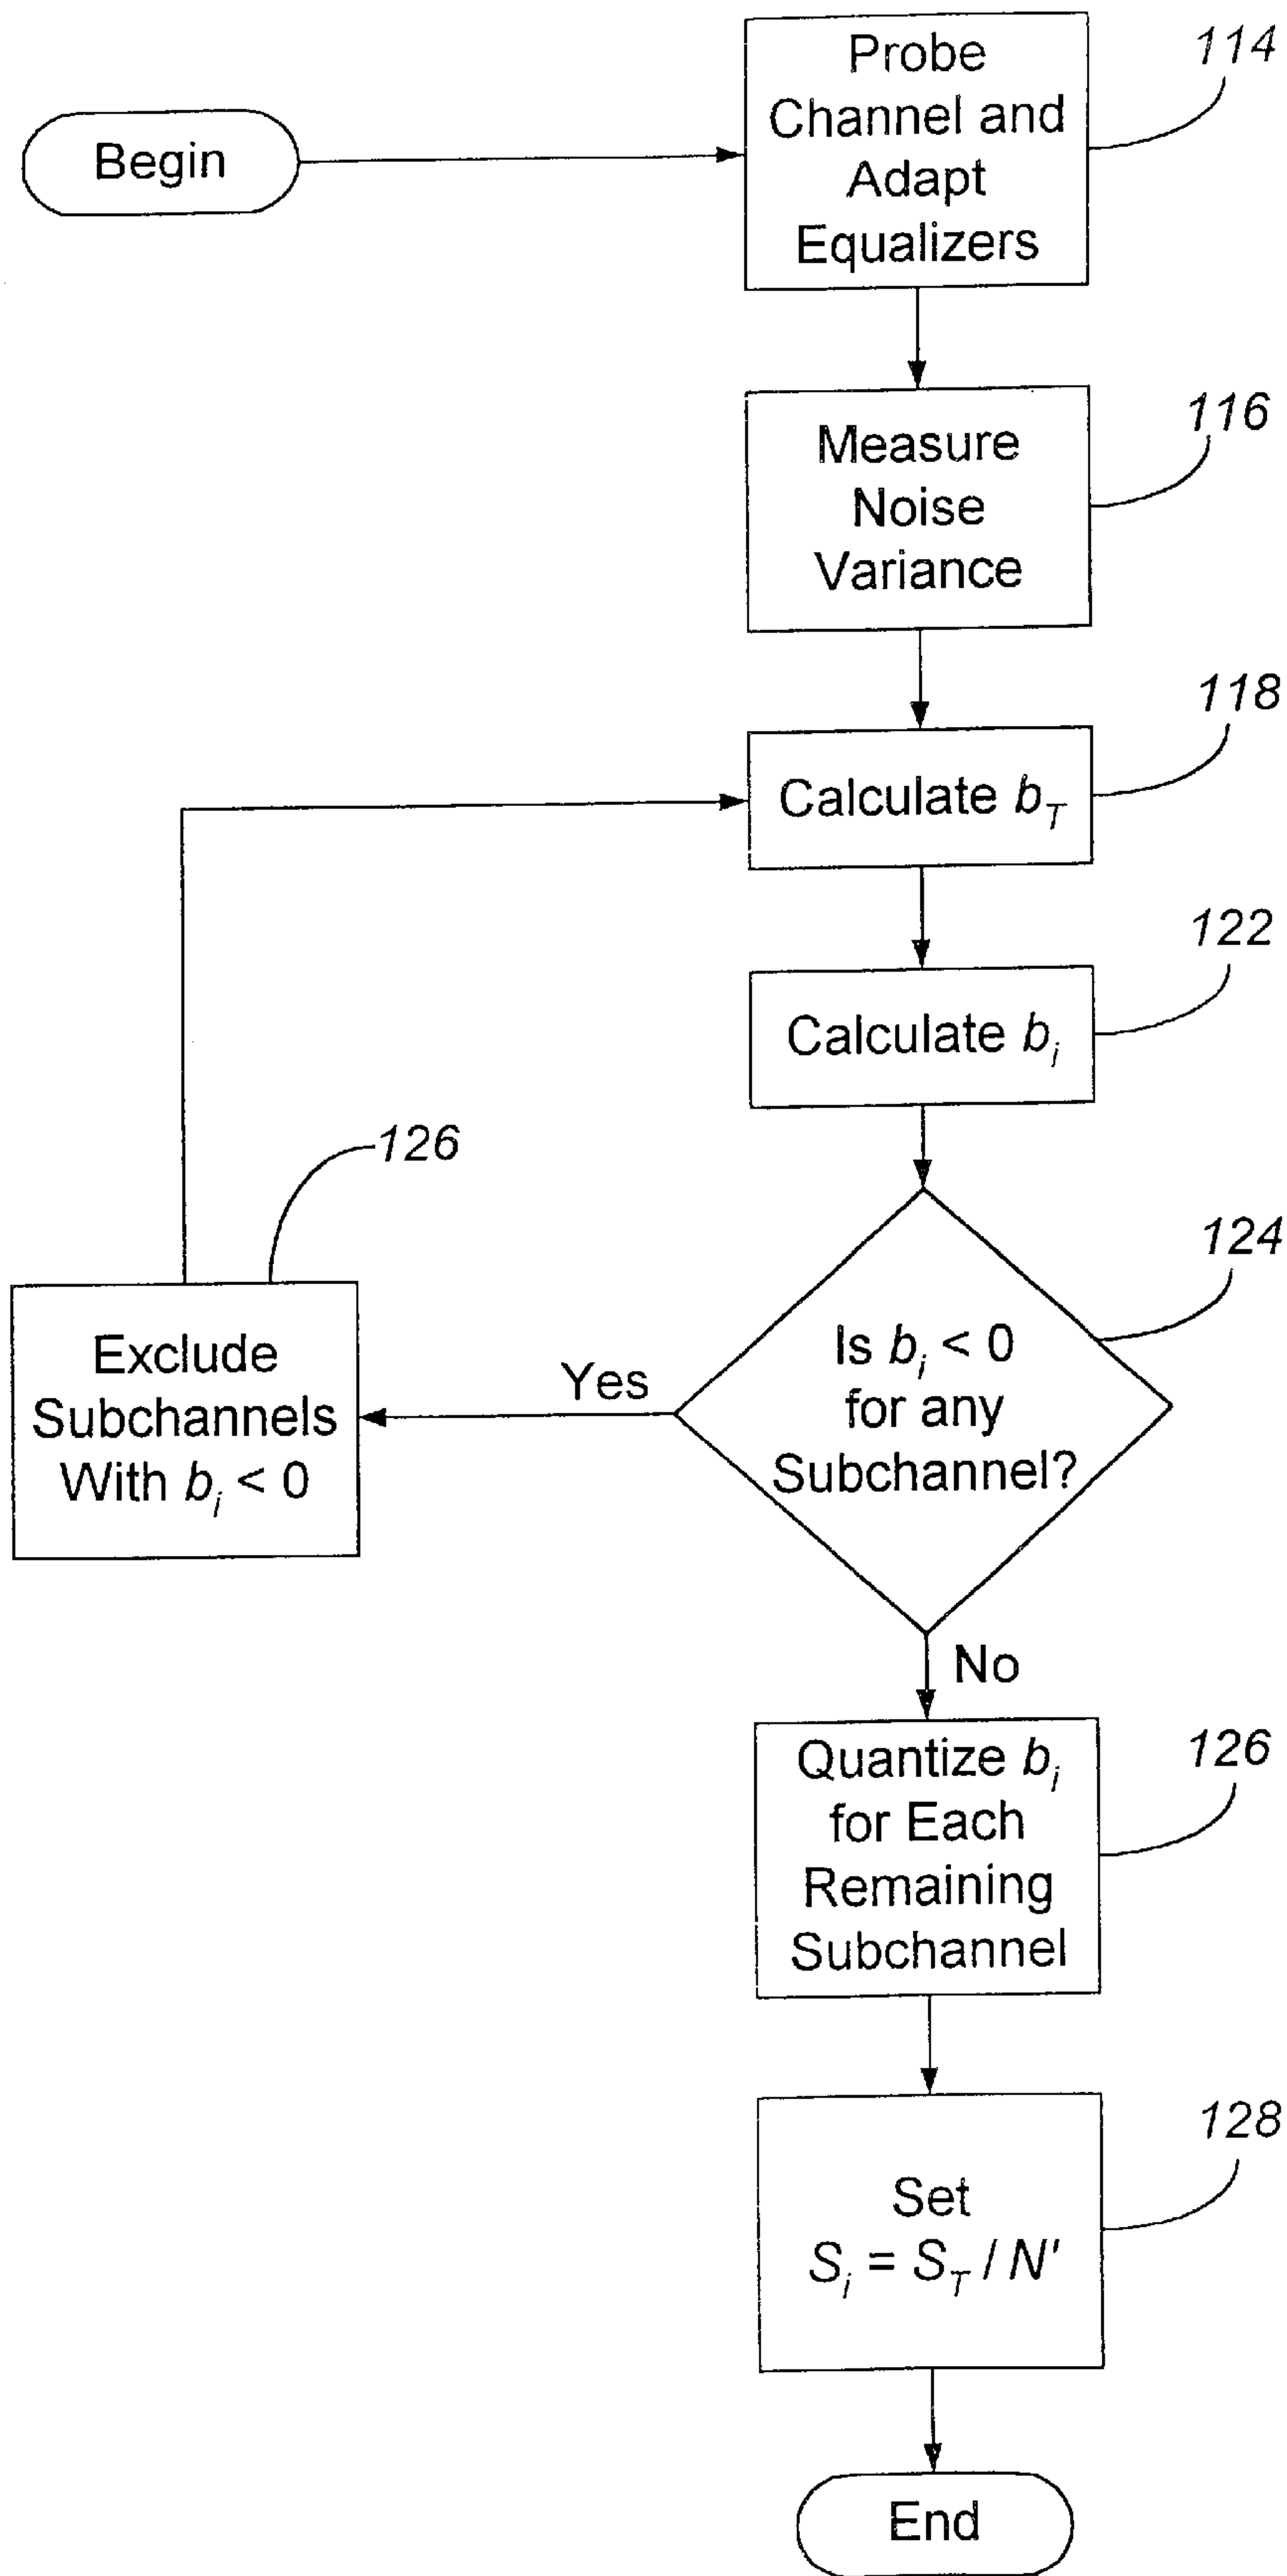 Begin
Probe
Channel and
Adapt
Equalizers
114
Measure
Noise
Variance
116
Calculate b_T
118
Calculate b_i
122
Is b_i < 0
for any
Subchannel?
124
Yes
Exclude
Subchannels
With b_i < 0
126
No
Quantize b_i
for Each
Remaining
Subchannel
126
Set
S_i = S_T / N'
128
End